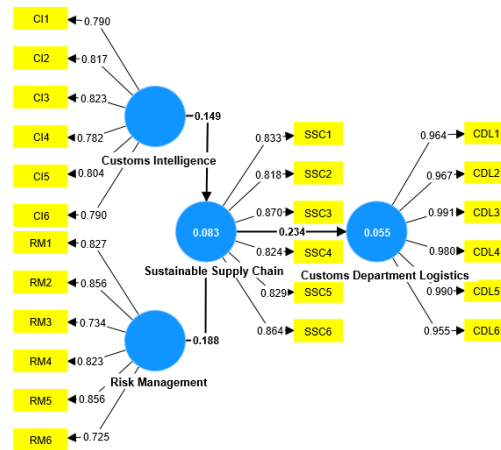 CI1
0.790
CI2
0.817
CI3
0.823
CI4
0.782
CI5
0.804
CI6
0.790
0.149
Customs Intelligence
RM1
0.827
RM2
0.856
RM3
0.734
RM4
0.823
RM5
0.856
RM6
0.725
0.188
Risk Management
0.083
Sustainable Supply Chain
0.833
SSC1
0.818
SSC2
0.870
SSC3
0.234
0.824
SSC4
0.829
SSC5
0.864
SSC6
0.055
Customs Department Logistics
0.964
CDL1
0.967
CDL2
0.991
CDL3
0.980
CDL4
0.990
CDL5
0.955
CDL6